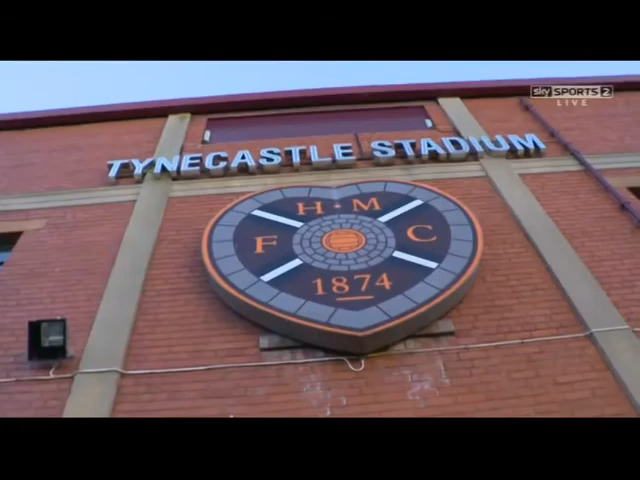 sky SPORTS 2
LIVE
TYNECASTLE STADIUM
H · M
F C
1874